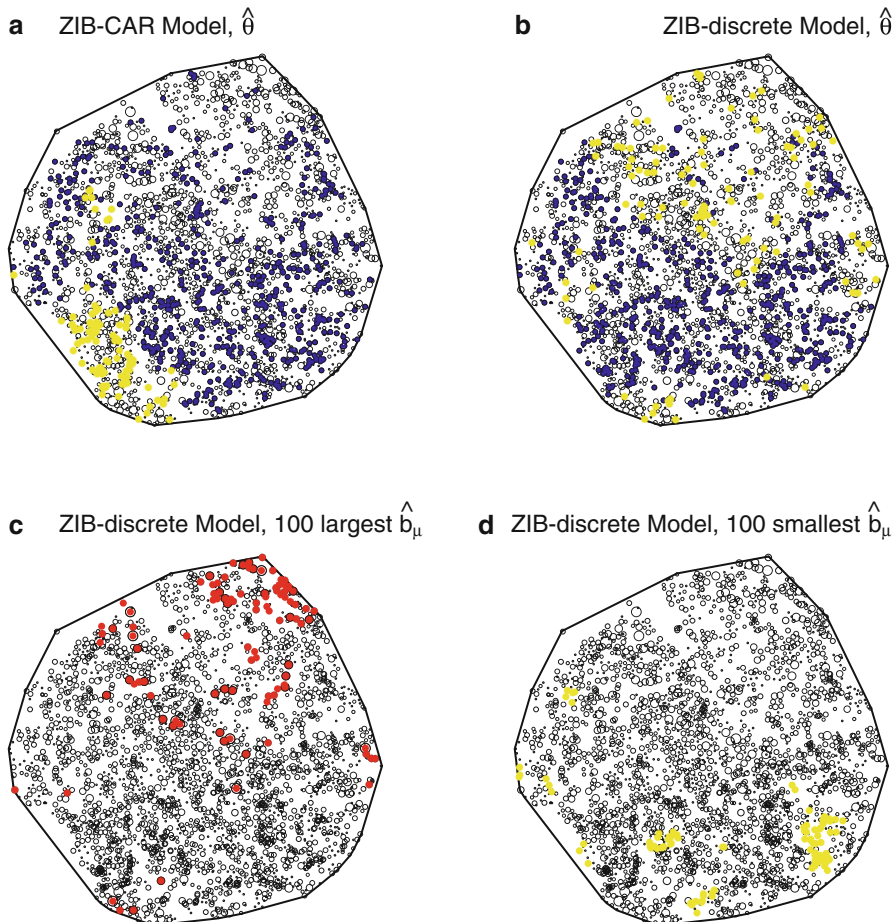 a ZIB-CAR Model, θ̂
b ZIB-discrete Model, θ̂
c ZIB-discrete Model, 100 largest b̂μ
d ZIB-discrete Model, 100 smallest b̂μ